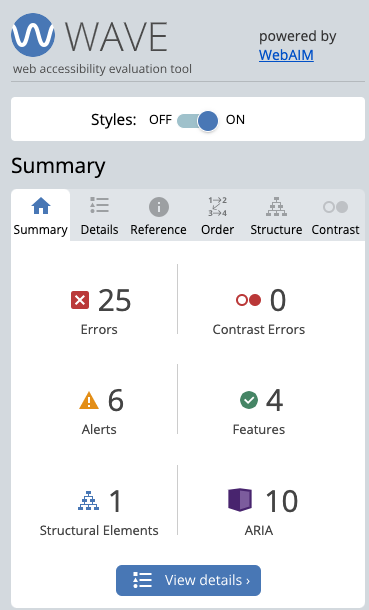 WAVE
powered by
WebAIM
web accessibility evaluation tool
Styles: OFF ON
Summary
Summary Details Reference Order Structure Contrast
25 0
Errors Contrast Errors
6 4
Alerts Features
1 10
Structural Elements ARIA
View details ›